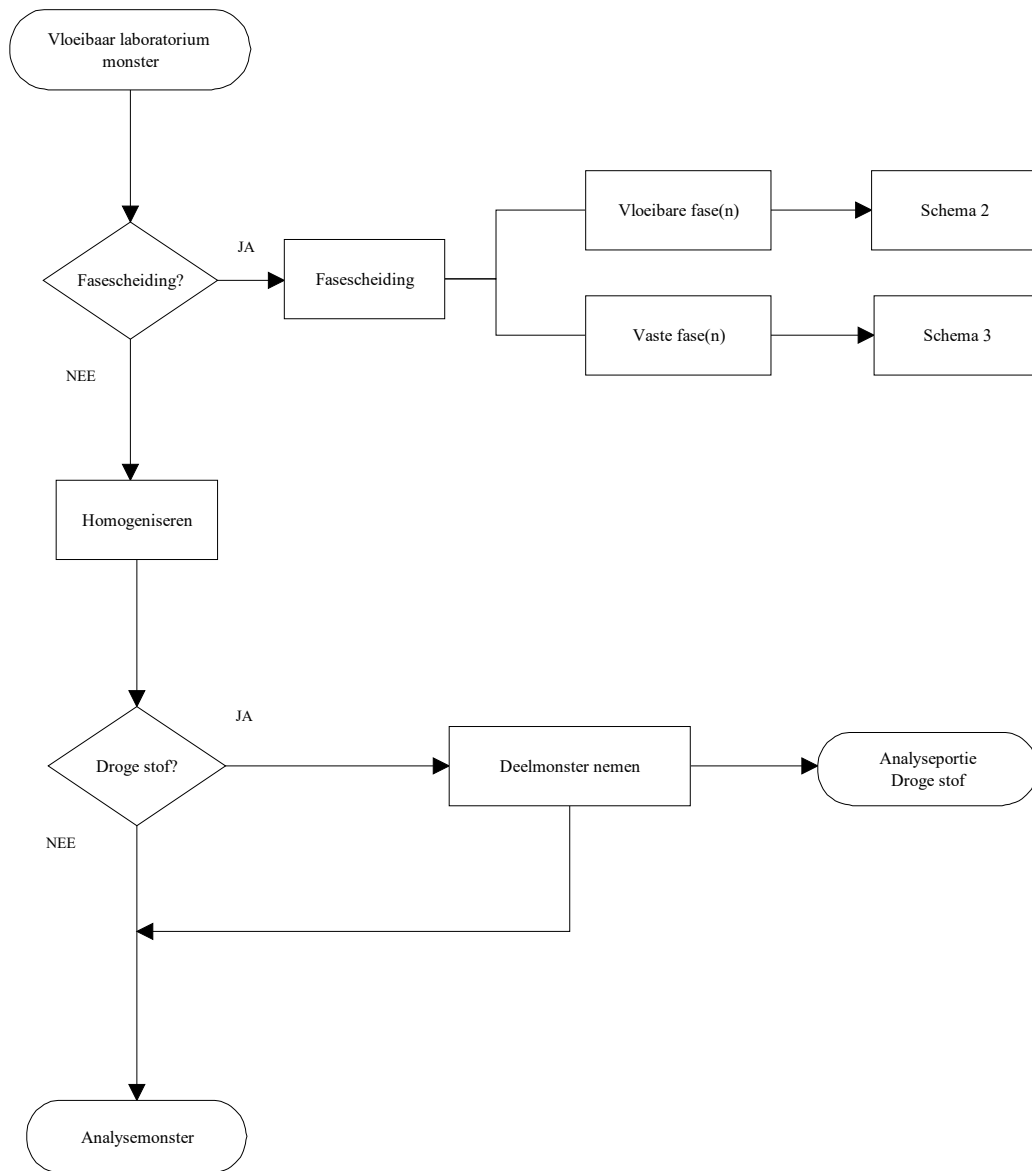 Vloeibaar laboratorium
monster
Vloeibare fase(n)
Schema 2
JA
Fasescheiding?
Fasescheiding
Vaste fase(n)
Schema 3
NEE
Homogeniseren
JA
Droge stof?
Deelmonster nemen
Analyseportie
Droge stof
NEE
Analysemonster